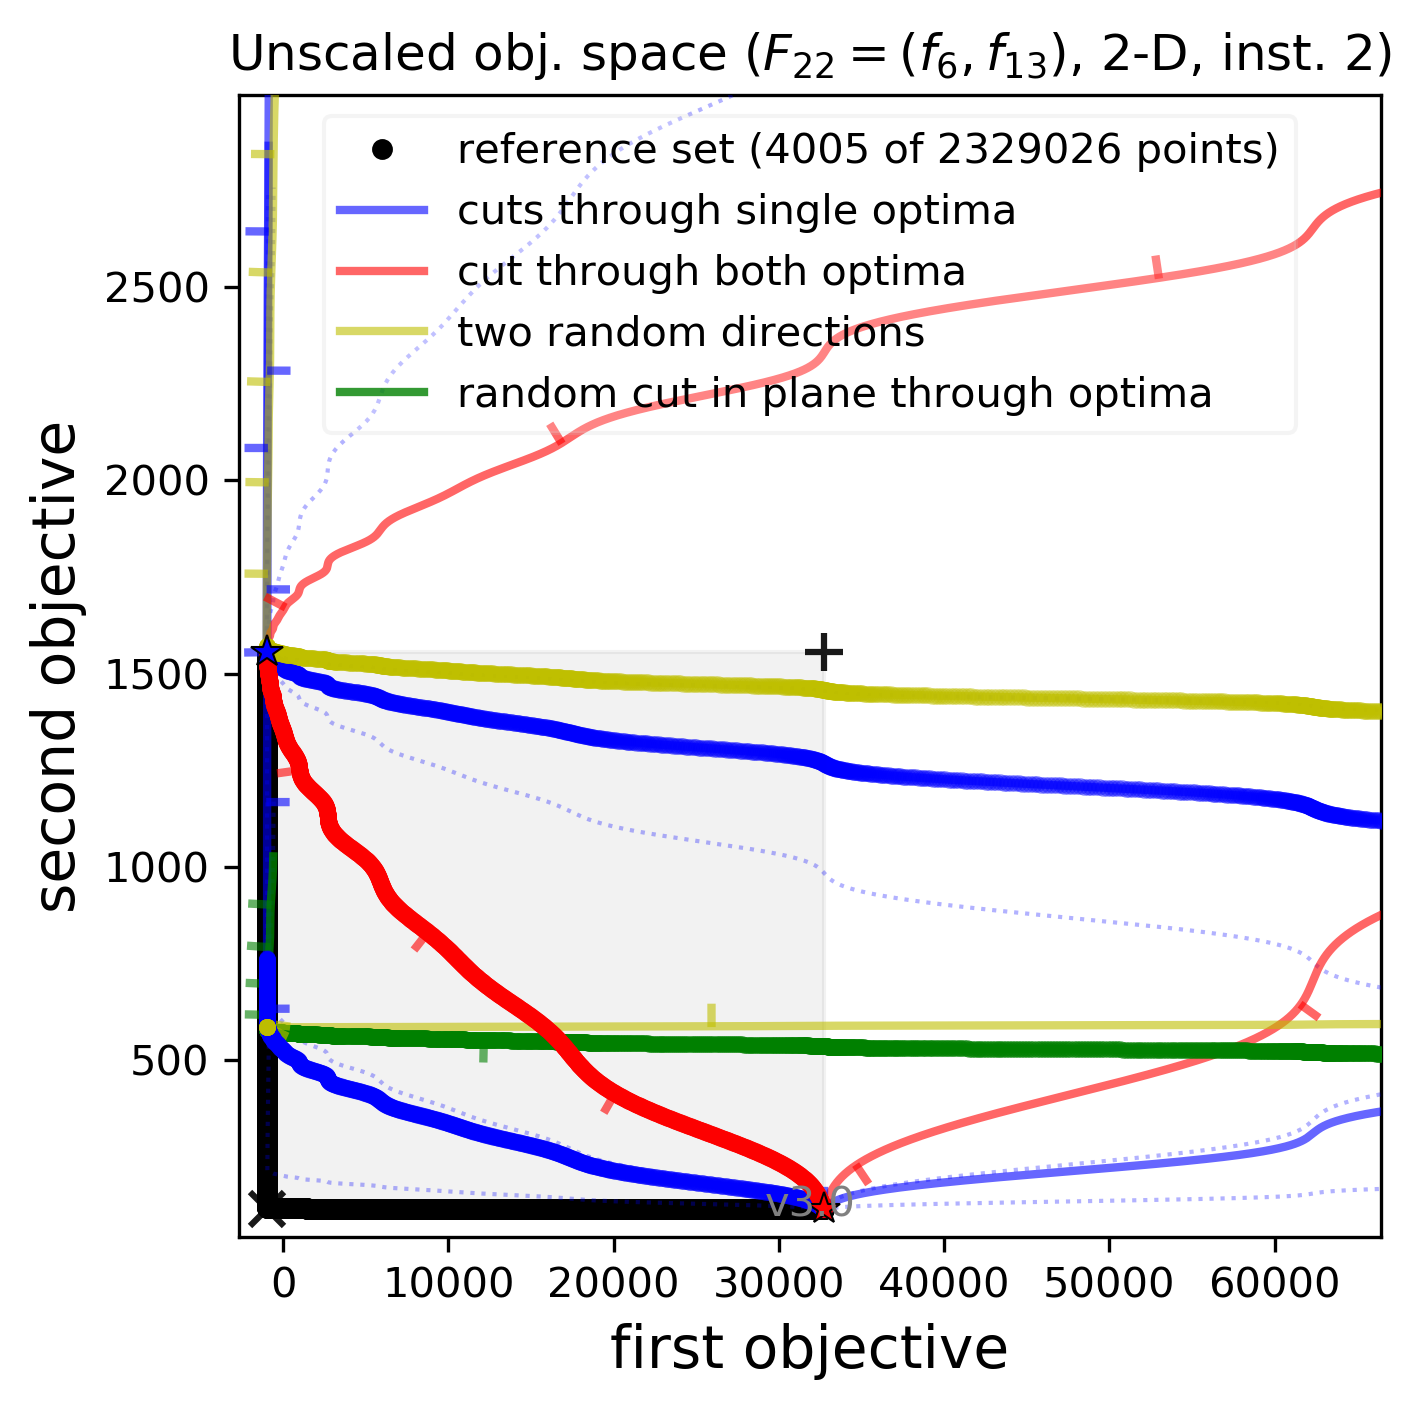 Unscaled obj. space (F₂₂ = (f₆, f₁₃), 2-D, inst. 2)
reference set (4005 of 2329026 points)
cuts through single optima
cut through both optima
two random directions
random cut in plane through optima
second objective
2500
2000
1500
1000
500
v3.0
0 10000 20000 30000 40000 50000 60000
first objective